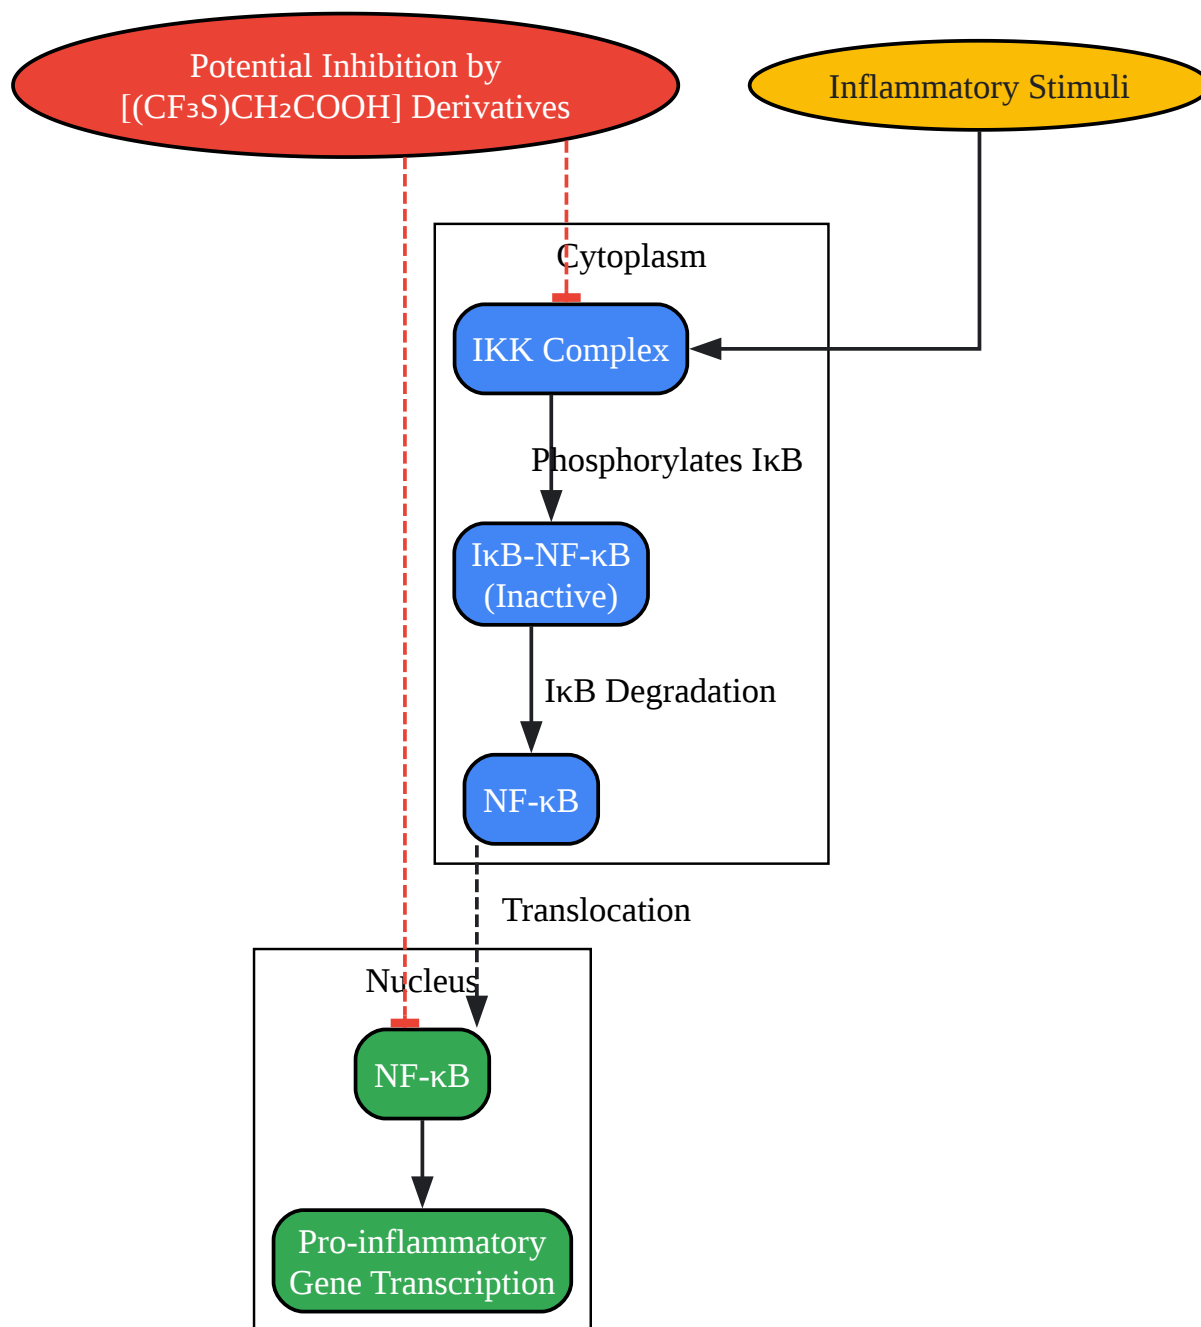 Potential Inhibition by
[(CF₃S)CH₂COOH] Derivatives
Inflammatory Stimuli
Cytoplasm
IKK Complex
Phosphorylates IκB
IκB-NF-κB
(Inactive)
IκB Degradation
NF-κB
Translocation
Nucleus
NF-κB
Pro-inflammatory
Gene Transcription